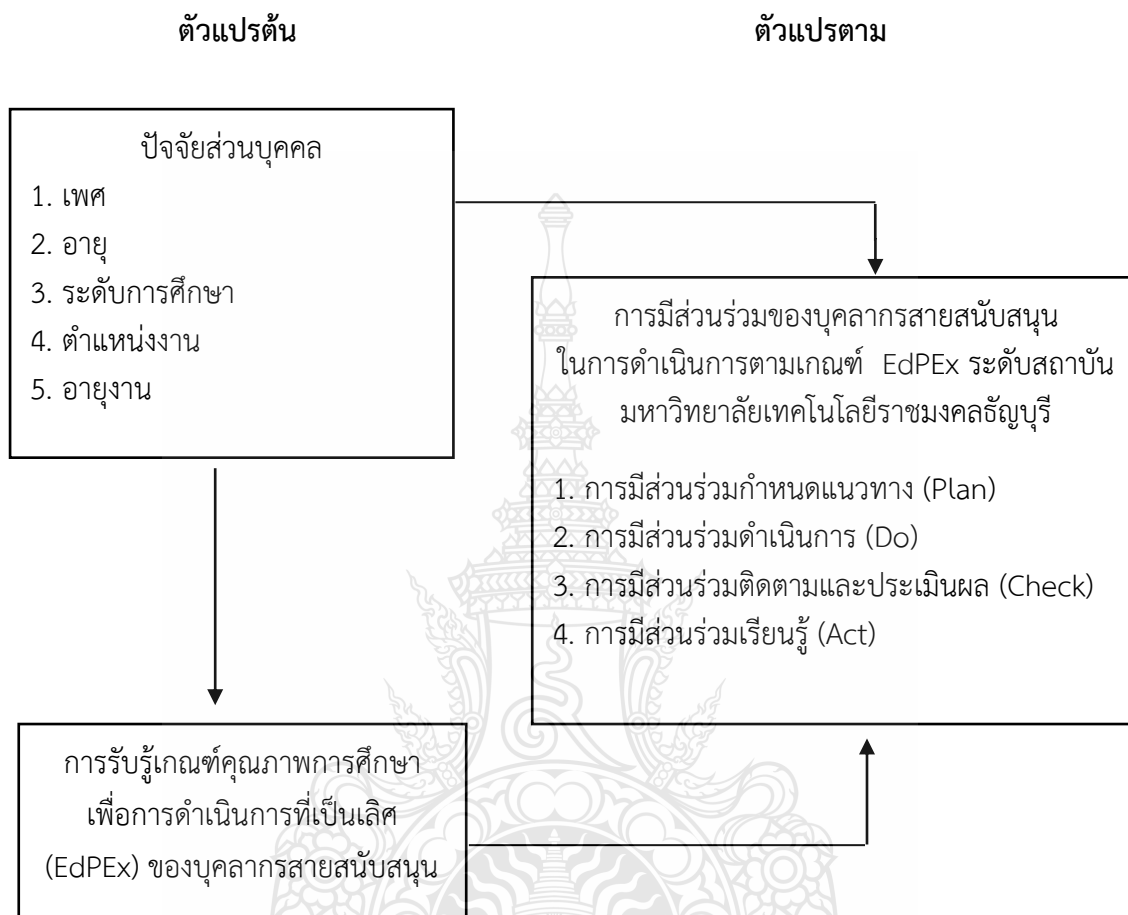 ตัวแปรต้น
ตัวแปรตาม
ปัจจัยส่วนบุคคล
1. เพศ
2. อายุ
3. ระดับการศึกษา
4. ตำแหน่งงาน
5. อายุงาน
การมีส่วนร่วมของบุคลากรสายสนับสนุน
ในการดำเนินการตามเกณฑ์ EdPEx ระดับสถาบัน
มหาวิทยาลัยเทคโนโลยีราชมงคลธัญบุรี
1. การมีส่วนร่วมกำหนดแนวทาง (Plan)
2. การมีส่วนร่วมดำเนินการ (Do)
3. การมีส่วนร่วมติดตามและประเมินผล (Check)
4. การมีส่วนร่วมเรียนรู้ (Act)
การรับรู้เกณฑ์คุณภาพการศึกษา
เพื่อการดำเนินการที่เป็นเลิศ
(EdPEx) ของบุคลากรสายสนับสนุน